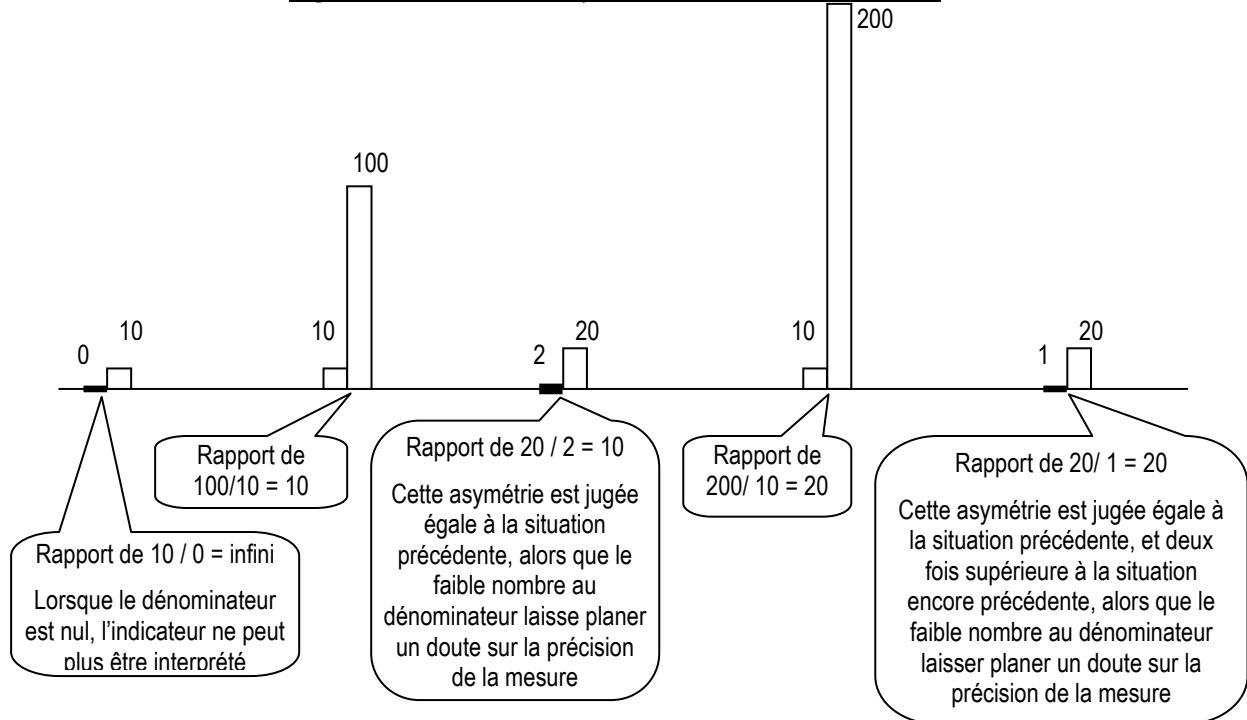 200
100
10
10
20
10
20
0
2
1
Rapport de
100/10 = 10
Rapport de 20 / 2 = 10
Cette asymétrie est jugée
égale à la situation
précédente, alors que le
faible nombre au
dénominateur laisse planer
un doute sur la précision
de la mesure
Rapport de
200/ 10 = 20
Rapport de 20/ 1 = 20
Cette asymétrie est jugée égale à
la situation précédente, et deux
fois supérieure à la situation
encore précédente, alors que le
faible nombre au dénominateur
laisser planer un doute sur la
précision de la mesure
Rapport de 10 / 0 = infini
Lorsque le dénominateur
est nul, l’indicateur ne peut
plus être interprété